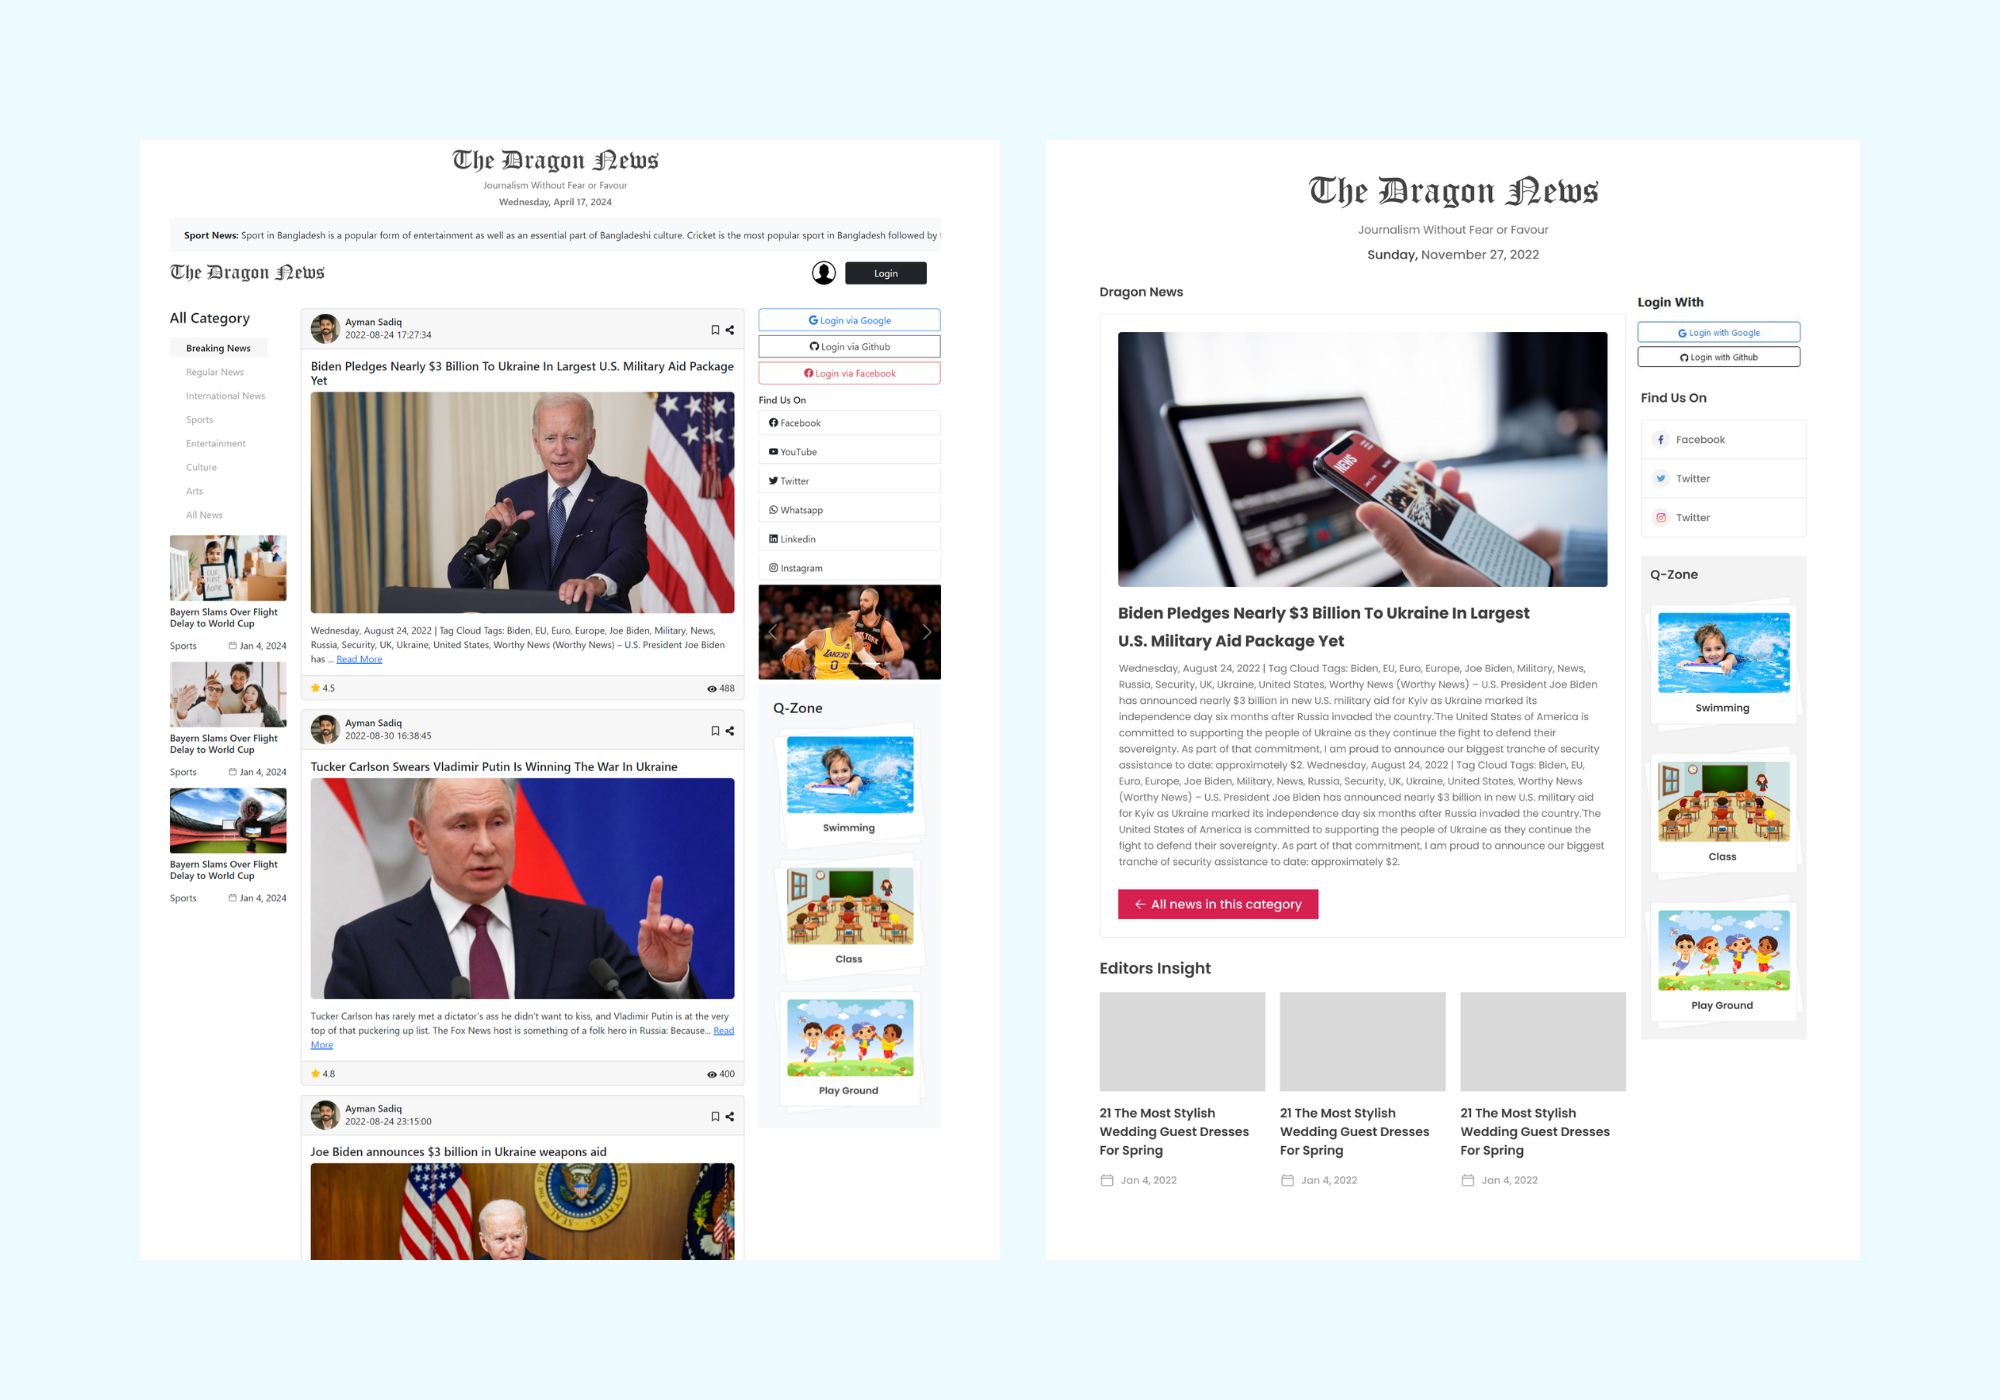 The Dragon News
Journalism Without Fear or Favour
Wednesday, April 17, 2024
Sport News: Sport in Bangladesh is a popular form of entertainment as well as an essential part of Bangladeshi culture. Cricket is the most popular sport in Bangladesh followed by
The Dragon News
Login
All Category
Breaking News
Regular News
International News
Sports
Entertainment
Culture
Arts
All News
OUR
first
home
Bayern Slams Over Flight
Delay to World Cup
Sports Jan 4, 2024
Bayern Slams Over Flight
Delay to World Cup
Sports Jan 4, 2024
Bayern Slams Over Flight
Delay to World Cup
Sports Jan 4, 2024
Ayman Sadiq
2022-08-24 17:27:34
Biden Pledges Nearly $3 Billion To Ukraine In Largest U.S. Military Aid Package
Yet
Wednesday, August 24, 2022 | Tag Cloud Tags: Biden, EU, Euro, Europe, Joe Biden, Military, News,
Russia, Security, UK, Ukraine, United States, Worthy News (Worthy News) – U.S. President Joe Biden
has ... Read More
4.5 488
Ayman Sadiq
2022-08-30 16:38:45
Tucker Carlson Swears Vladimir Putin Is Winning The War In Ukraine
Tucker Carlson has rarely met a dictator's ass he didn't want to kiss, and Vladimir Putin is at the very
top of that puckering up list. The Fox News host is something of a folk hero in Russia: Because... Read
More
4.8 400
Ayman Sadiq
2022-08-24 23:15:00
Joe Biden announces $3 billion in Ukraine weapons aid
Login via Google
Login via Github
Login via Facebook
Find Us On
Facebook
YouTube
Twitter
Whatsapp
Linkedin
Instagram
LAKERS
0
Q-Zone
Swimming
Class
Play Ground
The Dragon News
Journalism Without Fear or Favour
Sunday, November 27, 2022
Dragon News
NEWS
Biden Pledges Nearly $3 Billion To Ukraine In Largest
U.S. Military Aid Package Yet
Wednesday, August 24, 2022 | Tag Cloud Tags: Biden, EU, Euro, Europe, Joe Biden, Military, News,
Russia, Security, UK, Ukraine, United States, Worthy News (Worthy News) – U.S. President Joe Biden
has announced nearly $3 billion in new U.S. military aid for Kyiv as Ukraine marked its
independence day six months after Russia invaded the country.The United States of America is
committed to supporting the people of Ukraine as they continue the fight to defend their
sovereignty. As part of that commitment, I am proud to announce our biggest tranche of security
assistance to date: approximately $2. Wednesday, August 24, 2022 | Tag Cloud Tags: Biden, EU,
Euro, Europe, Joe Biden, Military, News, Russia, Security, UK, Ukraine, United States, Worthy News
(Worthy News) – U.S. President Joe Biden has announced nearly $3 billion in new U.S. military aid
for Kyiv as Ukraine marked its independence day six months after Russia invaded the country.The
United States of America is committed to supporting the people of Ukraine as they continue the
fight to defend their sovereignty. As part of that commitment, I am proud to announce our biggest
tranche of security assistance to date: approximately $2.
All news in this category
Editors Insight
21 The Most Stylish
Wedding Guest Dresses
For Spring
Jan 4, 2022
21 The Most Stylish
Wedding Guest Dresses
For Spring
Jan 4, 2022
21 The Most Stylish
Wedding Guest Dresses
For Spring
Jan 4, 2022
Login With
Login with Google
Login with Github
Find Us On
Facebook
Twitter
Twitter
Q-Zone
Swimming
Class
Play Ground